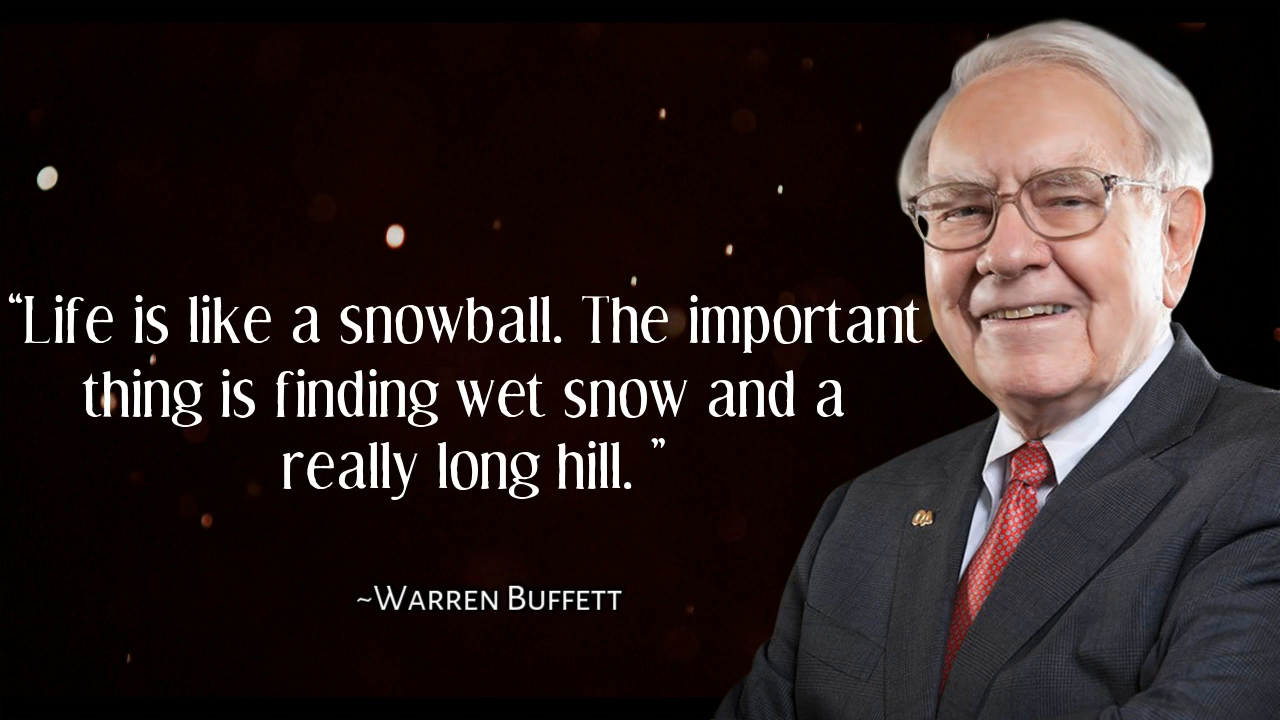 “Life is like a snowball. The important
thing is finding wet snow and a
really long hill. ”
~Warren Buffett